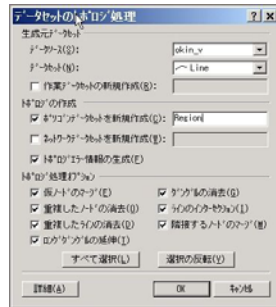 データセットのトポロジ処理
生成元データセット
データソース(S):
okin_v
データセット(N):
Line
作業データセットの新規作成(R):
トポロジの作成
ポリゴンデータセットを新規作成(C):
Region
ネットワークデータセットを新規作成(W):
トポロジエラー情報の生成(F)
トポロジ処理オプション
仮ノードのマージ(E)
ダングルの消去(G)
重複したノードの消去(D)
ラインのインターセクション(I)
重複したラインの消去(D)
隣接するノードのマージ(M)
ロングダングルの延伸(T)
すべて選択(L)
選択の反転(V)
詳細(A)
OK
キャンセル